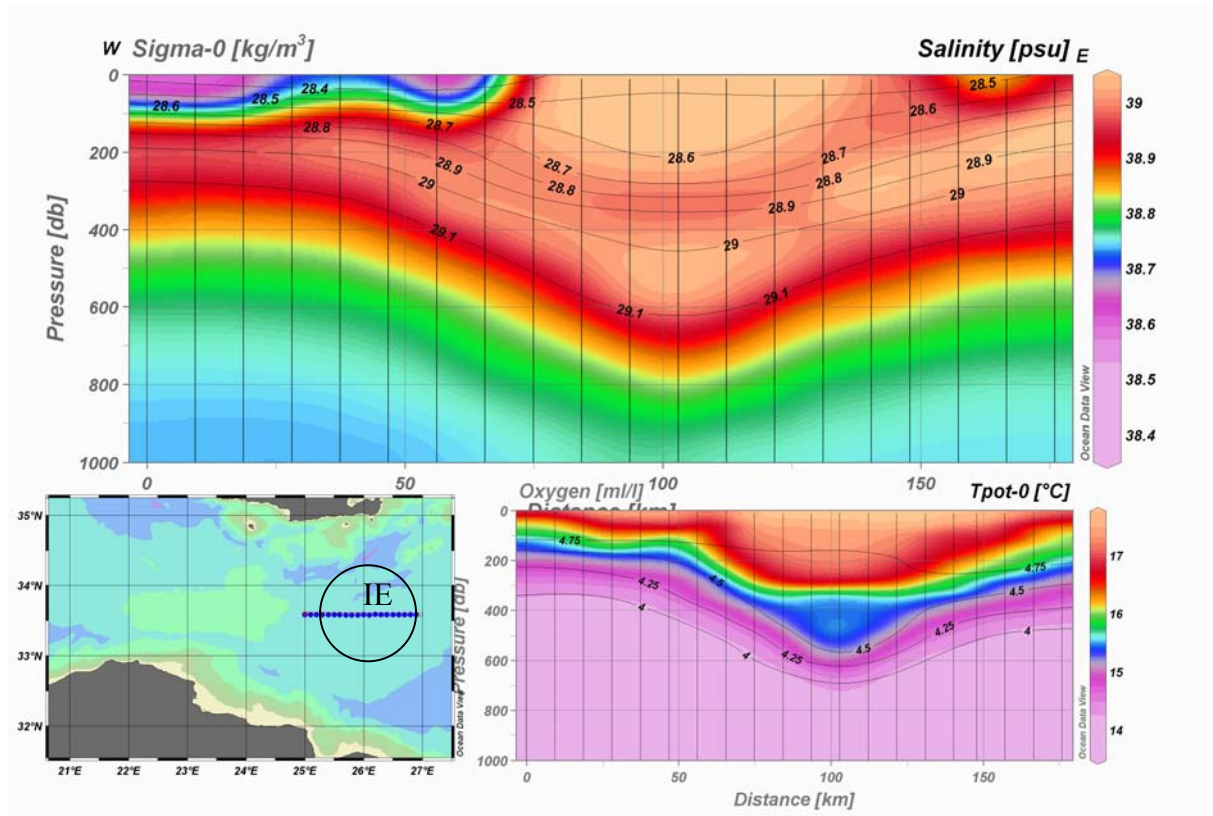 W Sigma-0 [kg/m³] Salinity [psu] E
0
200
400
600
800
1000
Pressure [db]
28.6 28.5 28.4 28.5 28.5
28.8 28.7 28.6
28.9 28.7 28.6 28.7 28.9
29 28.8 28.8 29
28.9
29.1 29
29.1 29.1
39
38.9
38.8
38.7
38.6
38.5
38.4
Ocean Data View
0 50 100 150
IE
35°N
34°N
33°N
32°N
21°E 22°E 23°E 24°E 25°E 26°E 27°E
Ocean Data View
Oxygen [ml/l] Tpot-0 [°C]
Distance [km]
Pressure [db]
0
200
400
600
800
1000
4.75 4.75
4.25 4.5 4.5
4 4.5 4.25
4 4.25 4
17
16
15
14
Ocean Data View
0 50 100 150
Distance [km]